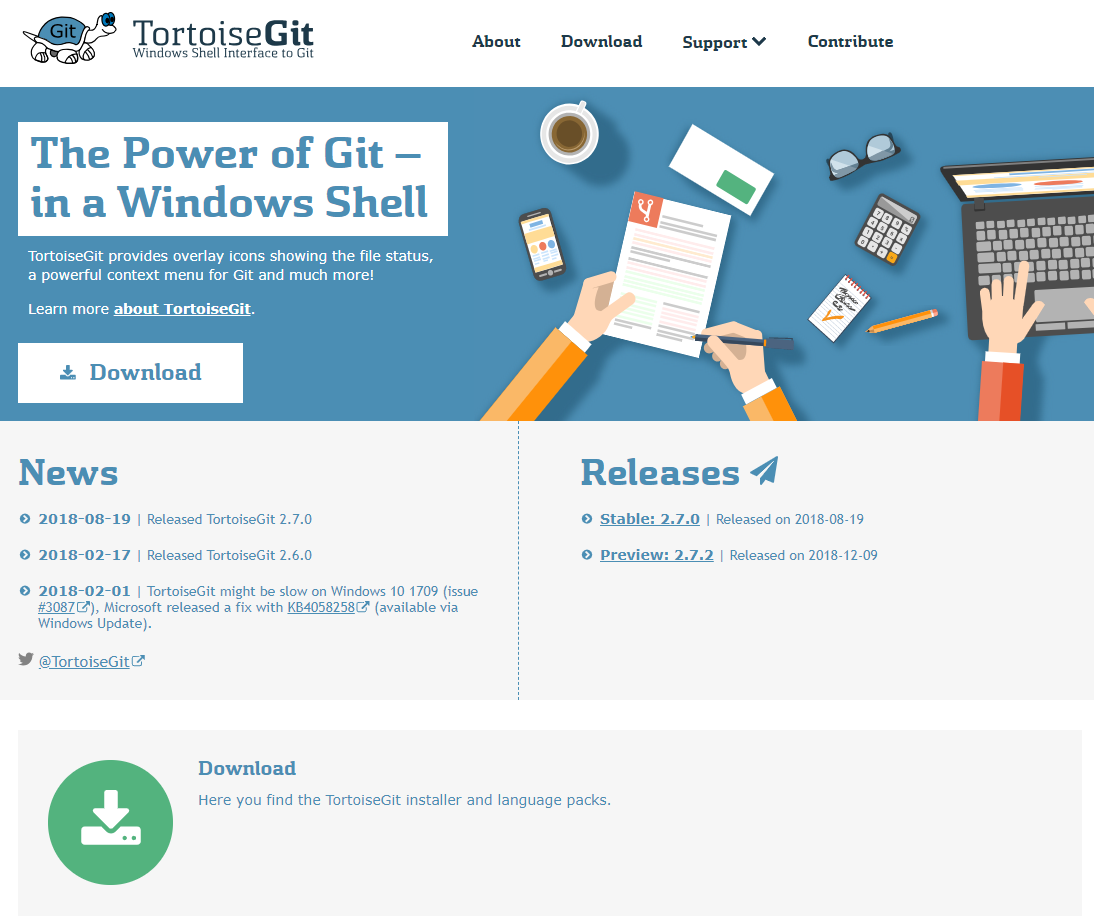 Git
TortoiseGit
Windows Shell Interface to Git
About
Download
Support
Contribute
The Power of Git –
in a Windows Shell
TortoiseGit provides overlay icons showing the file status,
a powerful context menu for Git and much more!
Learn more about TortoiseGit.
Download
News
2018-08-19 | Released TortoiseGit 2.7.0
2018-02-17 | Released TortoiseGit 2.6.0
2018-02-01 | TortoiseGit might be slow on Windows 10 1709 (issue
#3087), Microsoft released a fix with KB4058258 (available via
Windows Update).
@TortoiseGit
Releases
Stable: 2.7.0 | Released on 2018-08-19
Preview: 2.7.2 | Released on 2018-12-09
Download
Here you find the TortoiseGit installer and language packs.